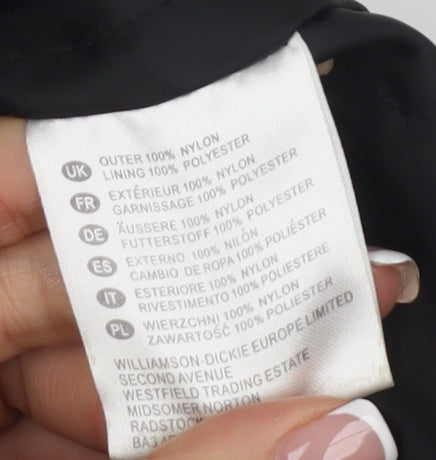 UK OUTER 100% NYLON
LINING 100% POLYESTER
FR EXTÉRIEUR 100% NYLON
GARNISSAGE 100% POLYESTER
DE ÄUSSERE 100% NYLON
FUTTERSTOFF 100% POLYESTER
ES EXTERNO 100% NILÓN
CAMBIO DE ROPA 100% POLIÉSTER
IT ESTERIORE 100% NYLON
RIVESTIMENTO 100% POLIESTERE
PL WIERZCHNI 100% NYLON
ZAWARTOŚĆ 100% POLIESTER
WILLIAMSON-DICKIE EUROPE LIMITED
SECOND AVENUE
WESTFIELD TRADING ESTATE
MIDSOMER NORTON
RADSTOCK
BA3